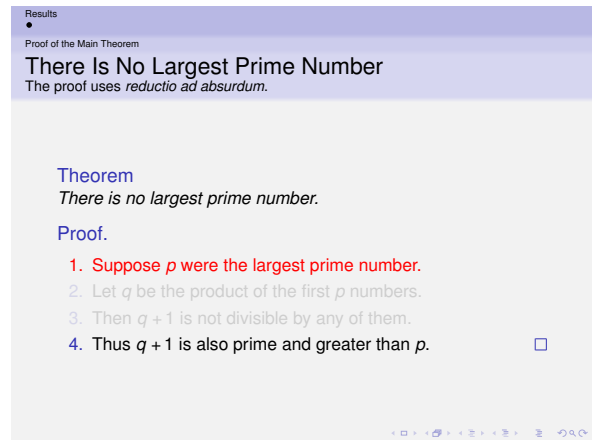 Results
Proof of the Main Theorem
There Is No Largest Prime Number
The proof uses reductio ad absurdum.
Theorem
There is no largest prime number.
Proof.
1. Suppose p were the largest prime number.
2. Let q be the product of the first p numbers.
3. Then q + 1 is not divisible by any of them.
4. Thus q + 1 is also prime and greater than p.